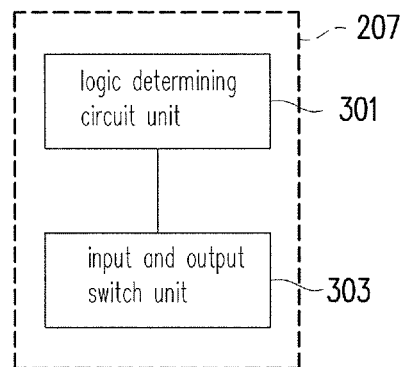 207
logic determining
circuit unit
301
input and output
switch unit
303